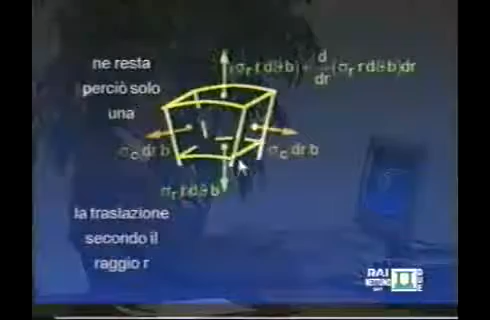 ne resta
perciò solo
una
(σr r dϑ b) + d/dr (σr r dϑ b) dr
σc dr b
σc dr b
σr r dϑ b
la traslazione
secondo il
raggio r
RAI